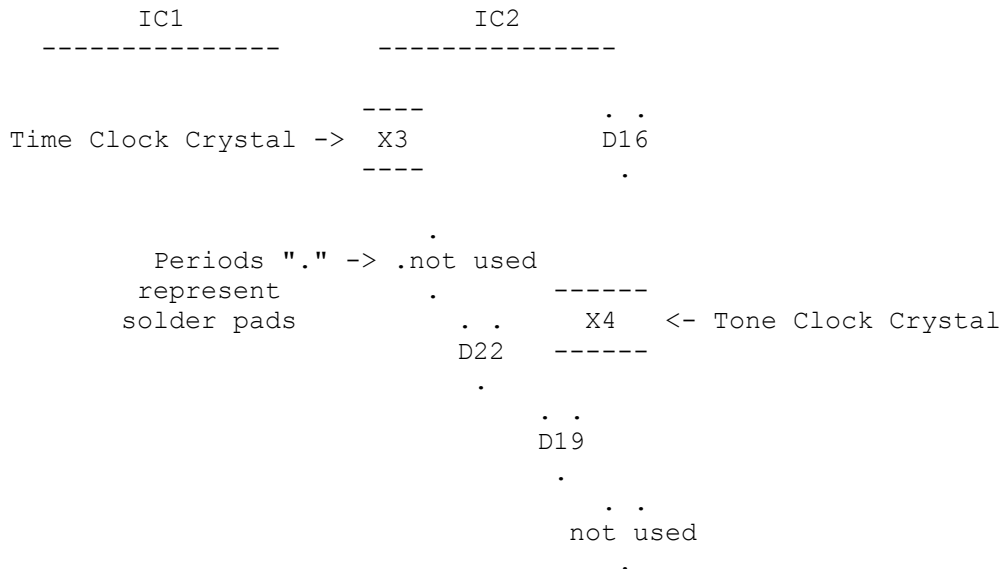 IC1 IC2
--------------- ---------------
---- . .
Time Clock Crystal -> X3 D16
---- .
.
Periods "." -> .not used
represent . ------
solder pads . . X4 <- Tone Clock Crystal
D22 ------
.
. .
D19
.
. .
not used
.